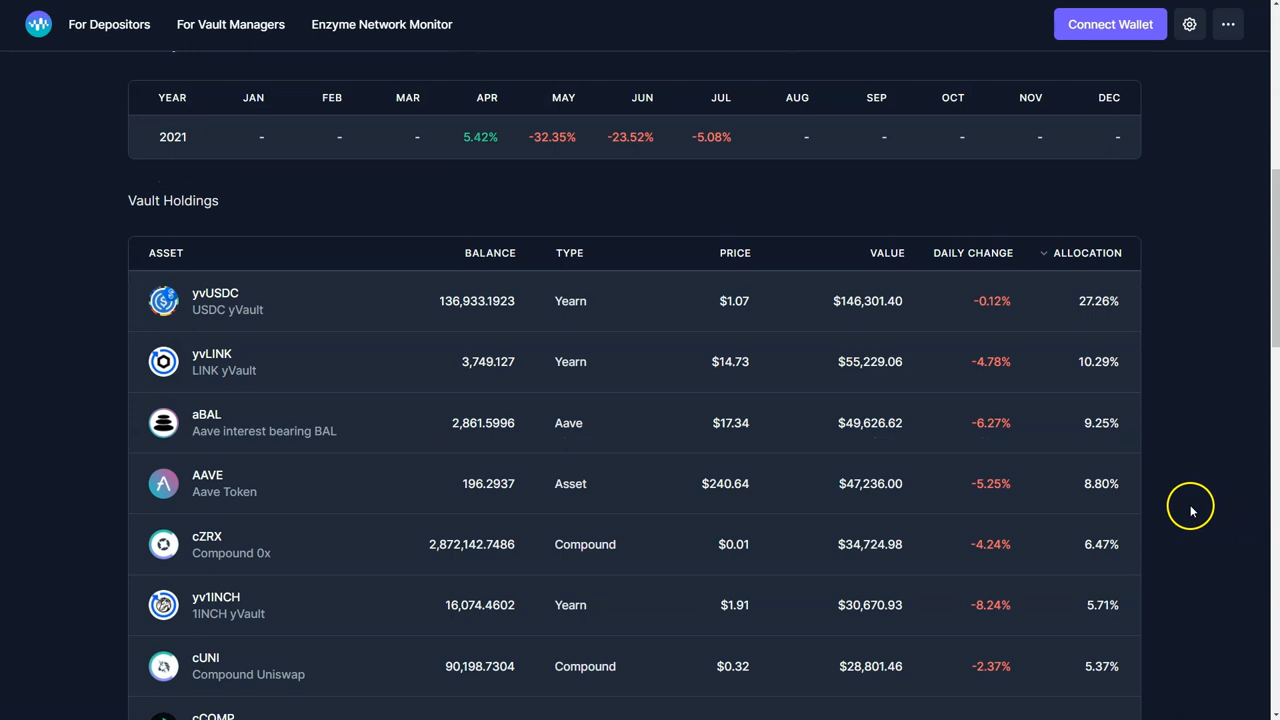 For Depositors For Vault Managers Enzyme Network Monitor Connect Wallet
YEAR JAN FEB MAR APR MAY JUN JUL AUG SEP OCT NOV DEC
2021 - - - 5.42% -32.35% -23.52% -5.08% - - - - -
Vault Holdings
ASSET BALANCE TYPE PRICE VALUE DAILY CHANGE ALLOCATION
yvUSDC
USDC yVault 136,933.1923 Yearn $1.07 $146,301.40 -0.12% 27.26%
yvLINK
LINK yVault 3,749.127 Yearn $14.73 $55,229.06 -4.78% 10.29%
aBAL
Aave interest bearing BAL 2,861.5996 Aave $17.34 $49,626.62 -6.27% 9.25%
AAVE
Aave Token 196.2937 Asset $240.64 $47,236.00 -5.25% 8.80%
cZRX
Compound 0x 2,872,142.7486 Compound $0.01 $34,724.98 -4.24% 6.47%
yv1INCH
1INCH yVault 16,074.4602 Yearn $1.91 $30,670.93 -8.24% 5.71%
cUNI
Compound Uniswap 90,198.7304 Compound $0.32 $28,801.46 -2.37% 5.37%
cCOMP